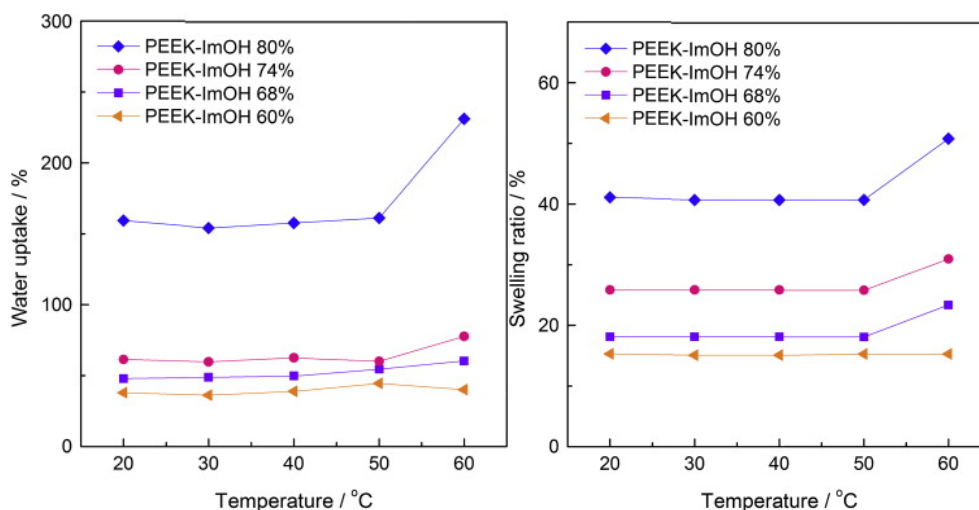 300
200
100
0
Water uptake / %
PEEK-ImOH 80%
PEEK-ImOH 74%
PEEK-ImOH 68%
PEEK-ImOH 60%
20 30 40 50 60
Temperature / °C
60
40
20
0
Swelling ratio / %
PEEK-ImOH 80%
PEEK-ImOH 74%
PEEK-ImOH 68%
PEEK-ImOH 60%
20 30 40 50 60
Temperature / °C